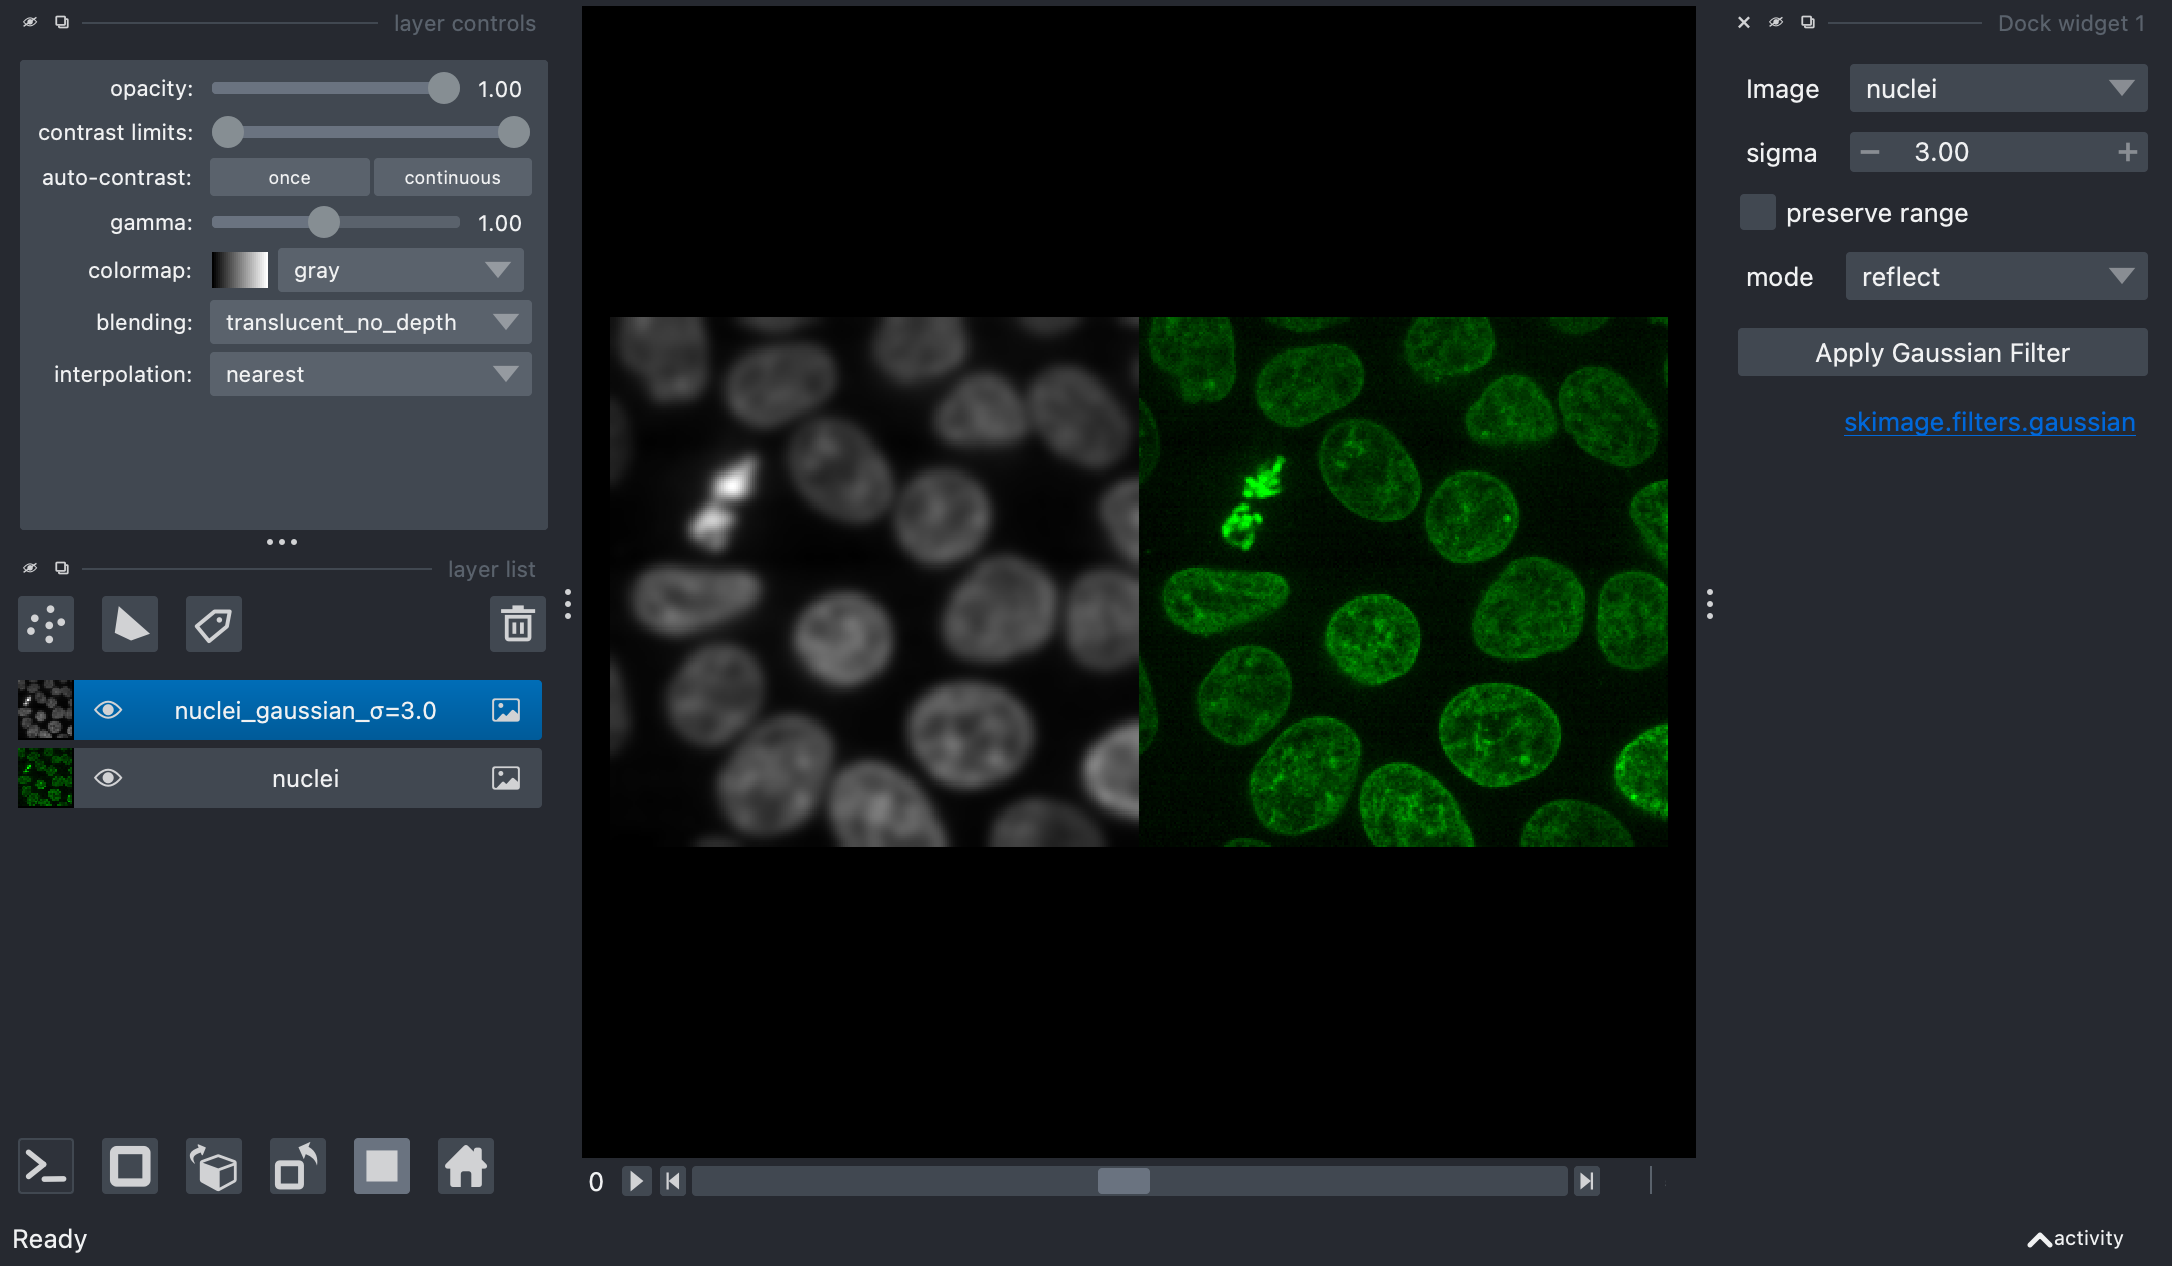 layer controls
opacity: 1.00
contrast limits:
auto-contrast: once continuous
gamma: 1.00
colormap: gray
blending: translucent_no_depth
interpolation: nearest
layer list
nuclei_gaussian_σ=3.0
nuclei
0
Ready
Dock widget 1
Image nuclei
sigma 3.00
preserve range
mode reflect
Apply Gaussian Filter
skimage.filters.gaussian
activity